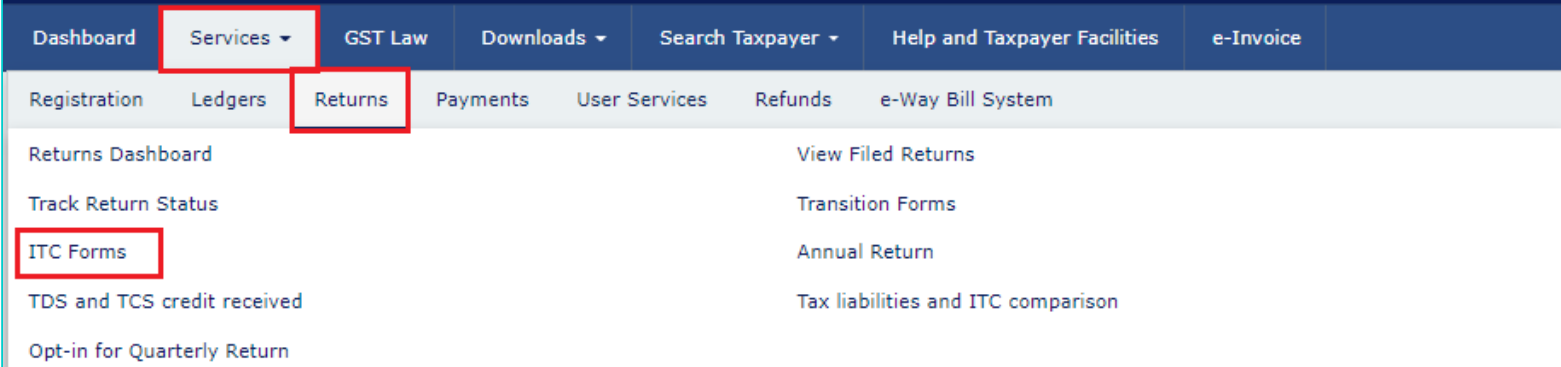 Dashboard Services GST Law Downloads Search Taxpayer Help and Taxpayer Facilities e-Invoice
Registration Ledgers Returns Payments User Services Refunds e-Way Bill System
Returns Dashboard View Filed Returns
Track Return Status Transition Forms
ITC Forms Annual Return
TDS and TCS credit received Tax liabilities and ITC comparison
Opt-in for Quarterly Return